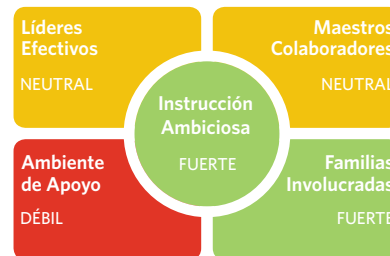 Líderes
Efectivos
NEUTRAL
Maestros
Colaboradores
NEUTRAL
Instrucción
Ambiciosa
FUERTE
Ambiente
de Apoyo
DÉBIL
Familias
Involucradas
FUERTE